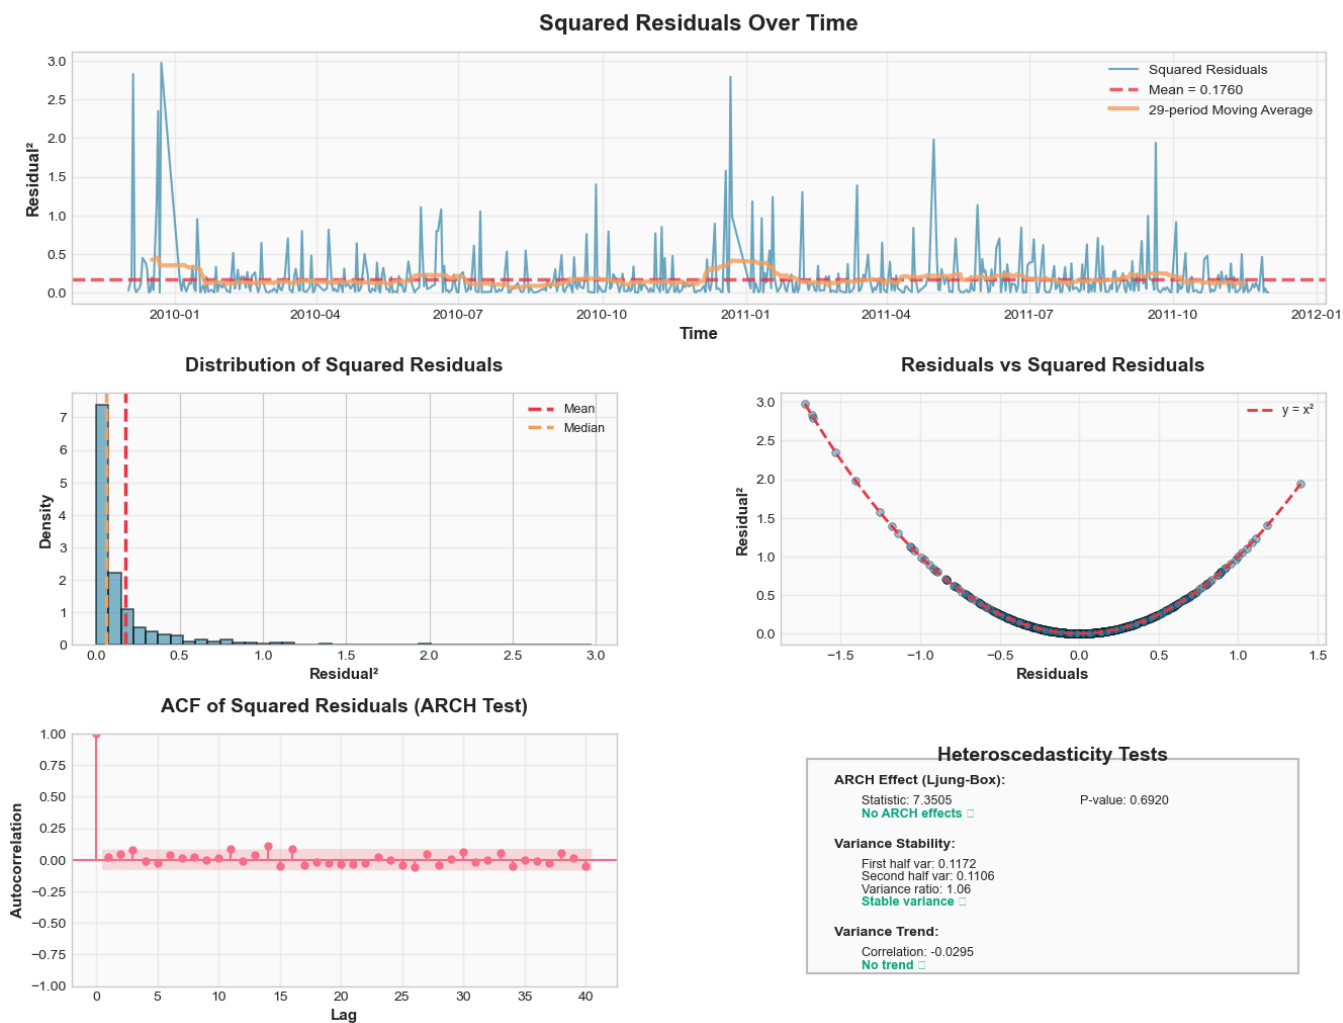 Squared Residuals Over Time
Residual²
3.0
2.5
2.0
1.5
1.0
0.5
0.0
Squared Residuals
Mean = 0.1760
29-period Moving Average
2010-01 2010-04 2010-07 2010-10 2011-01 2011-04 2011-07 2011-10 2012-01
Time
Distribution of Squared Residuals
Density
7
6
5
4
3
2
1
0
Mean
Median
0.0 0.5 1.0 1.5 2.0 2.5 3.0
Residual²
Residuals vs Squared Residuals
Residual²
3.0
2.5
2.0
1.5
1.0
0.5
0.0
y = x²
−1.5 −1.0 −0.5 0.0 0.5 1.0 1.5
Residuals
ACF of Squared Residuals (ARCH Test)
Autocorrelation
1.00
0.75
0.50
0.25
0.00
−0.25
−0.50
−0.75
−1.00
0 5 10 15 20 25 30 35 40
Lag
Heteroscedasticity Tests
ARCH Effect (Ljung-Box):
Statistic: 7.3505 P-value: 0.6920
No ARCH effects
Variance Stability:
First half var: 0.1172
Second half var: 0.1106
Variance ratio: 1.06
Stable variance
Variance Trend:
Correlation: -0.0295
No trend